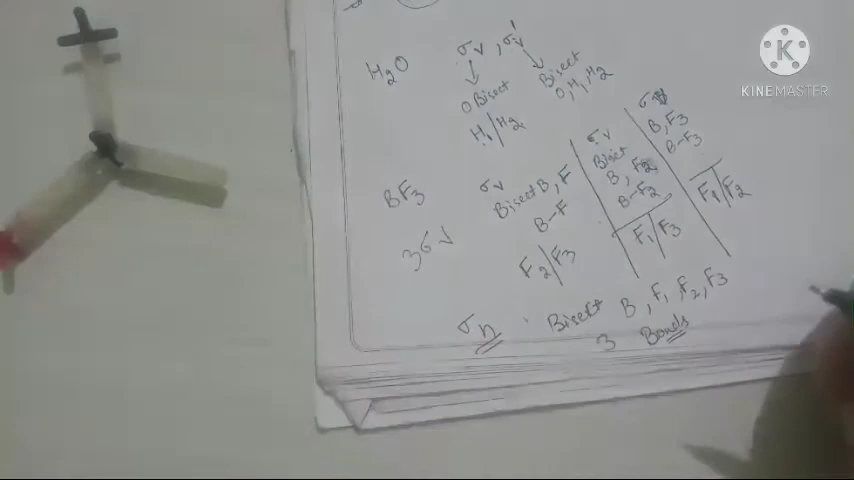 H2O σv , σ'v
O Bisect
H1/H2
Bisect
O, H1, H2
BF3
3σv
σv
Bisect B, F
B-F
F2/F3
σv
Bisect
B, F2
B-F2
F1/F3
B, F3
B-F3
F1/F2
σh Bisect B, F1, F2, F3
3 Bonds
K
KINEMASTER